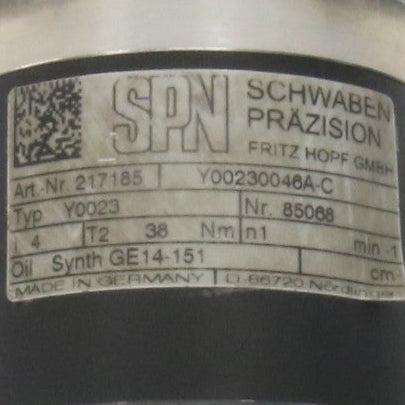 SPN
SCHWABEN
PRÄZISION
FRITZ HOPF GMBH
Art.-Nr. 217185 Y00230046A-C
Typ Y0023 Nr. 85068
i 4 T2 38 Nm n1 min -1
Oil Synth GE14-151 cm³
MADE IN GERMANY D-86720 Nördlingen